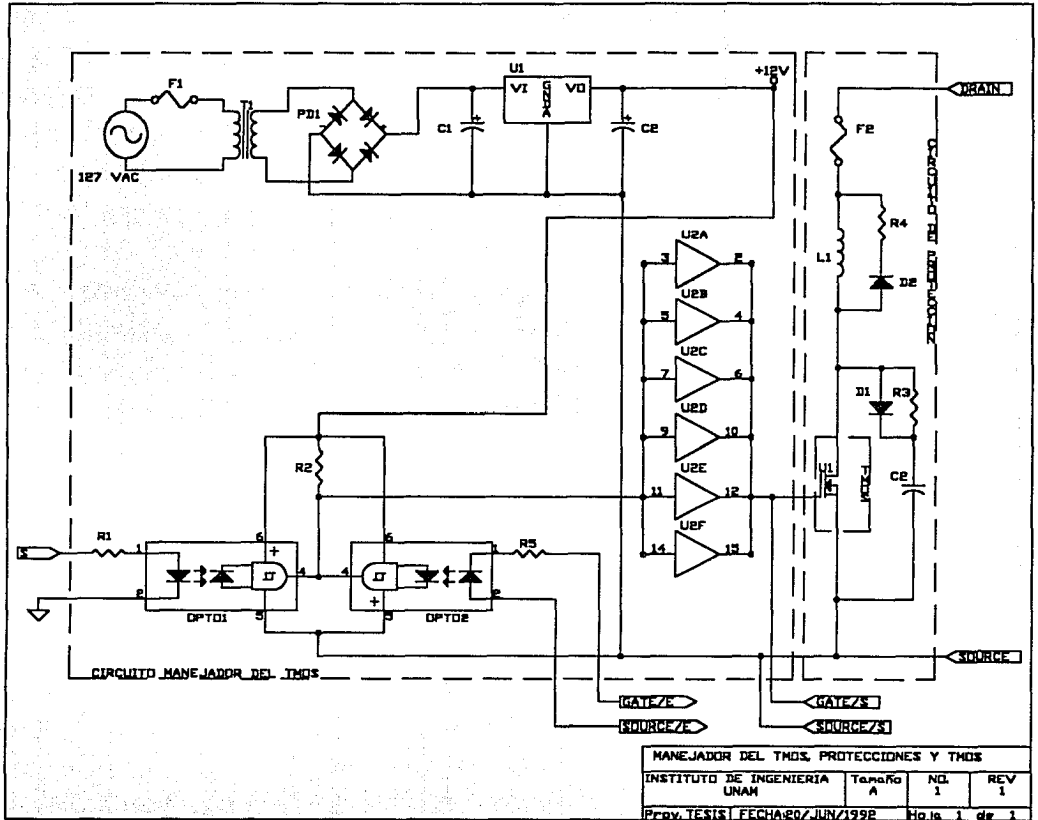 F1
T1
PD1
127 VAC
C1
U1
VI
VO
C2
+12V
DRAIN
F2
CIRCUITO DE PROTECCION
R4
L1
D2
U2A
3
2
U2B
5
4
U2C
7
6
U2D
9
10
U2E
11
12
U2F
14
15
D1
R3
U1
TMOS
C2
R2
S
R1
1
2
6
+
4
5
OPTO1
4
6
+
5
1
2
OPTO2
R5
SOURCE
CIRCUITO MANEJADOR DEL TMOS
GATE/E
GATE/S
SOURCE/E
SOURCE/S
MANEJADOR DEL TMOS, PROTECCIONES Y TMOS
INSTITUTO DE INGENIERIA
UNAM
Tamaño
A
NO.
1
REV
1
Proy. TESIS
FECHA:20/JUN/1992
Hoja 1 de 1